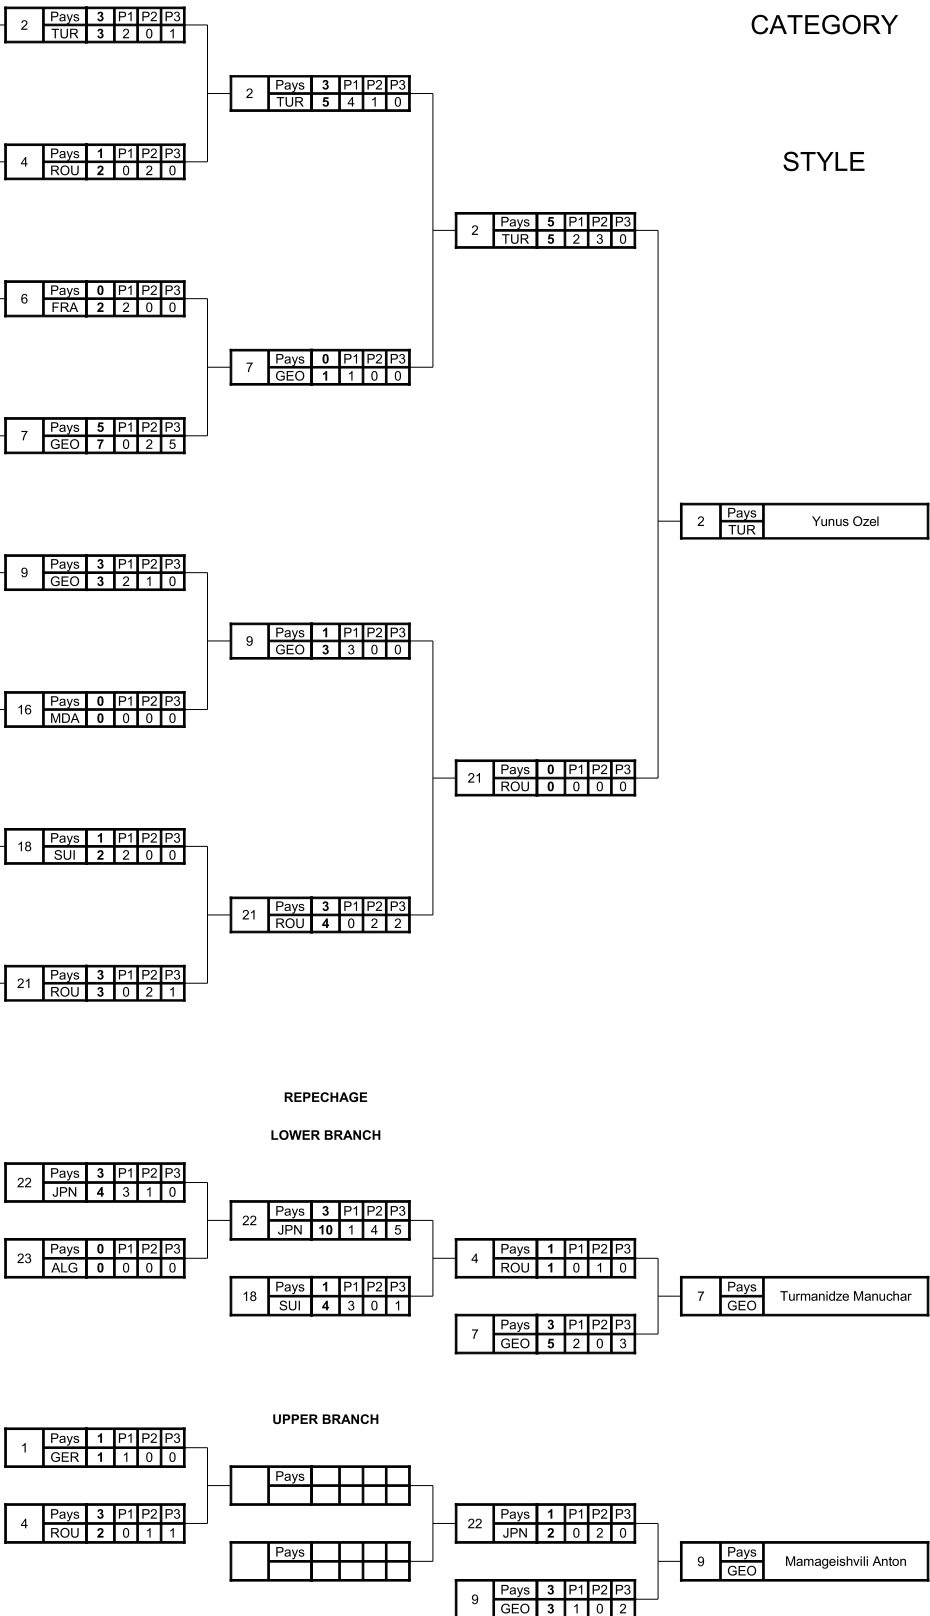 CATEGORY
STYLE
2 Pays 3 P1 P2 P3
TUR 3 2 0 1
2 Pays 3 P1 P2 P3
TUR 5 4 1 0
4 Pays 1 P1 P2 P3
ROU 2 0 2 0
2 Pays 5 P1 P2 P3
TUR 5 2 3 0
6 Pays 0 P1 P2 P3
FRA 2 2 0 0
7 Pays 0 P1 P2 P3
GEO 1 1 0 0
7 Pays 5 P1 P2 P3
GEO 7 0 2 5
2 Pays Yunus Ozel
TUR
9 Pays 3 P1 P2 P3
GEO 3 2 1 0
9 Pays 1 P1 P2 P3
GEO 3 3 0 0
16 Pays 0 P1 P2 P3
MDA 0 0 0 0
21 Pays 0 P1 P2 P3
ROU 0 0 0 0
18 Pays 1 P1 P2 P3
SUI 2 2 0 0
21 Pays 3 P1 P2 P3
ROU 4 0 2 2
21 Pays 3 P1 P2 P3
ROU 3 0 2 1
REPECHAGE
LOWER BRANCH
22 Pays 3 P1 P2 P3
JPN 4 3 1 0
22 Pays 3 P1 P2 P3
JPN 10 1 4 5
23 Pays 0 P1 P2 P3
ALG 0 0 0 0
4 Pays 1 P1 P2 P3
ROU 1 0 1 0
18 Pays 1 P1 P2 P3
SUI 4 3 0 1
7 Pays Turmanidze Manuchar
GEO
7 Pays 3 P1 P2 P3
GEO 5 2 0 3
UPPER BRANCH
1 Pays 1 P1 P2 P3
GER 1 1 0 0
Pays
4 Pays 3 P1 P2 P3
ROU 2 0 1 1
22 Pays 1 P1 P2 P3
JPN 2 0 2 0
Pays
9 Pays Mamageishvili Anton
GEO
9 Pays 3 P1 P2 P3
GEO 3 1 0 2